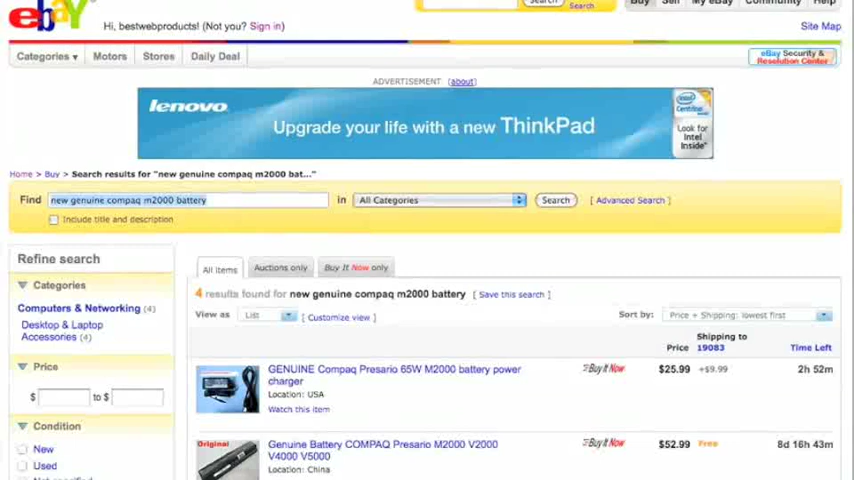 ebay
Search
Search
Buy Sell My eBay Community Help
Hi, bestwebproducts! (Not you? Sign in)
Site Map
Categories Motors Stores Daily Deal
eBay Security &
Resolution Center
ADVERTISEMENT (about)
lenovo
Upgrade your life with a new ThinkPad
intel
Centrino
Look for
Intel
Inside
Home > Buy > Search results for "new genuine compaq m2000 bat..."
Find new genuine compaq m2000 battery in All Categories Search [ Advanced Search ]
Include title and description
Refine search
Categories
Computers & Networking (4)
Desktop & Laptop
Accessories (4)
Price
$ to $
Condition
New
Used
Not specified
All Items Auctions only Buy It Now only
4 results found for new genuine compaq m2000 battery [ Save this search ]
View as List [ Customize view ] Sort by: Price + Shipping: lowest first
Price Shipping to
19083 Time Left
GENUINE Compaq Presario 65W M2000 battery power
charger
Location: USA
Watch this item
Buy It Now $25.99 +$9.99 2h 52m
Original
Genuine Battery COMPAQ Presario M2000 V2000
V4000 V5000
Location: China
Buy It Now $52.99 Free 8d 16h 43m